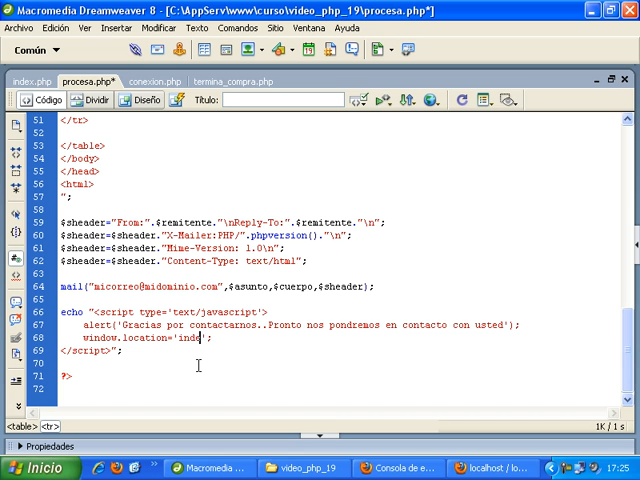 Macromedia Dreamweaver 8 - [C:\AppServ\www\curso\video_php_19\procesa.php*]
Archivo Edición Ver Insertar Modificar Texto Comandos Sitio Ventana Ayuda
Común
index.php procesa.php* conexion.php termina_compra.php
Código Dividir Diseño Título:
51 </tr>
52
53 </table>
54 </body>
55 </head>
56 <html>
57 ";
58
59 $sheader="From:".$remitente."\nReply-To:".$remitente."\n";
60 $sheader=$sheader."X-Mailer:PHP/".phpversion()."\n";
61 $sheader=$sheader."Mime-Version: 1.0\n";
62 $sheader=$sheader."Content-Type: text/html";
63
64 mail("micorreo@midominio.com",$asunto,$cuerpo,$sheader);
65
66 echo "<script type='text/javascript'>
67 alert('Gracias por contactarnos..Pronto nos pondremos en contacto con usted');
68 window.location='inde';
69 </script>";
70
71 ?>
72
<table> <tr> 1K / 1 s
Propiedades
Inicio Macromedia Dr... video_php_19 Consola de e... localhost / lo... 17:25